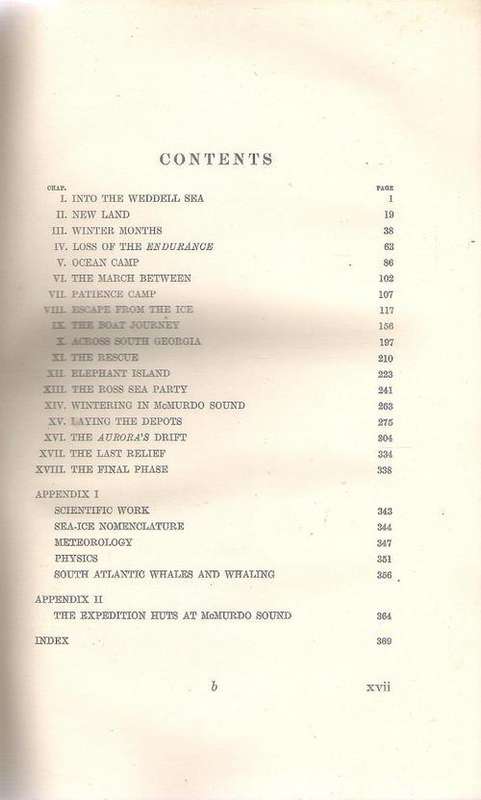 CONTENTS
CHAP. PAGE
I. INTO THE WEDDELL SEA 1
II. NEW LAND 19
III. WINTER MONTHS 38
IV. LOSS OF THE ENDURANCE 63
V. OCEAN CAMP 86
VI. THE MARCH BETWEEN 102
VII. PATIENCE CAMP 107
VIII. ESCAPE FROM THE ICE 117
IX. THE BOAT JOURNEY 156
X. ACROSS SOUTH GEORGIA 197
XI. THE RESCUE 210
XII. ELEPHANT ISLAND 223
XIII. THE ROSS SEA PARTY 241
XIV. WINTERING IN McMURDO SOUND 263
XV. LAYING THE DEPOTS 275
XVI. THE AURORA'S DRIFT 304
XVII. THE LAST RELIEF 334
XVIII. THE FINAL PHASE 338
APPENDIX I
SCIENTIFIC WORK 343
SEA-ICE NOMENCLATURE 344
METEOROLOGY 347
PHYSICS 351
SOUTH ATLANTIC WHALES AND WHALING 356
APPENDIX II
THE EXPEDITION HUTS AT McMURDO SOUND 364
INDEX 369
b xvii